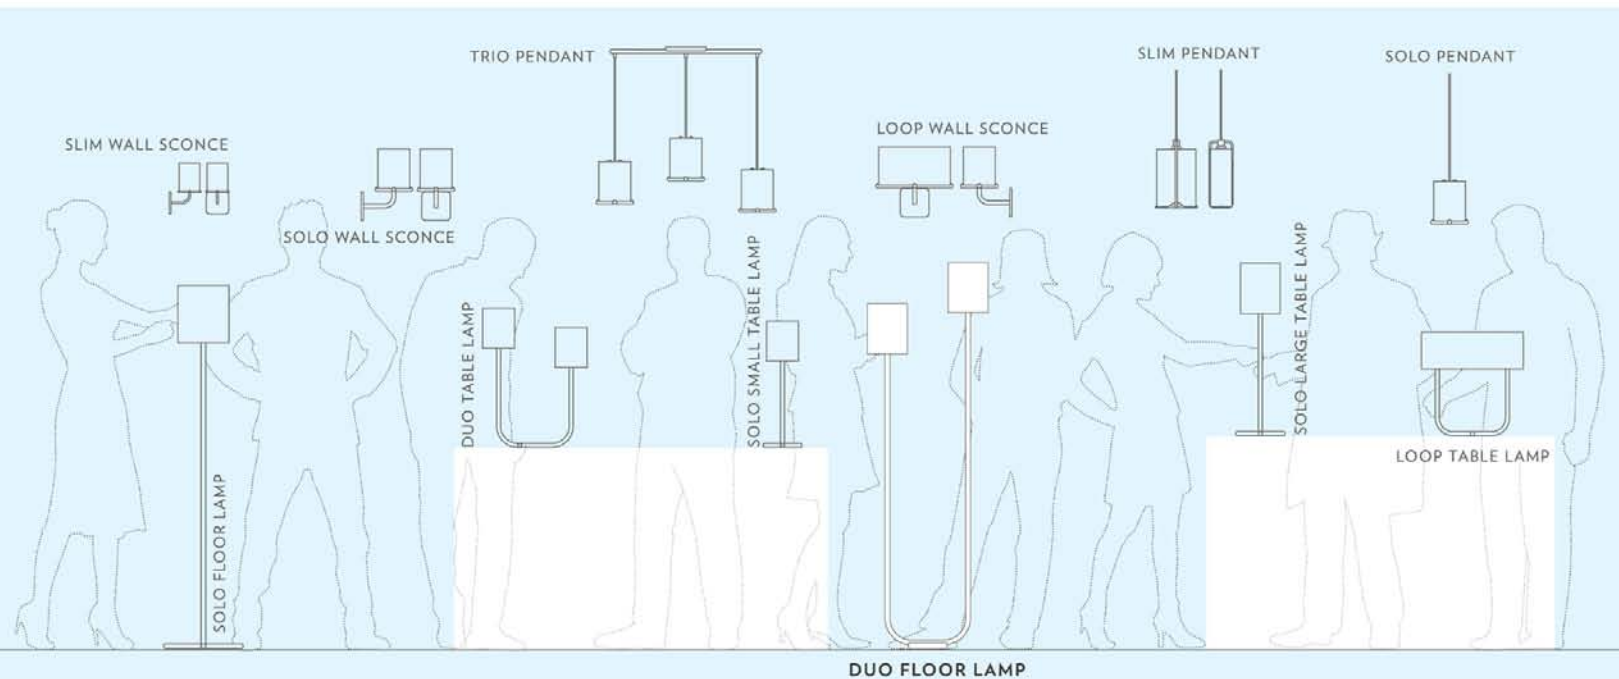 TRIO PENDANT
SLIM PENDANT
SOLO PENDANT
SLIM WALL SCONCE
LOOP WALL SCONCE
SOLO WALL SCONCE
DUO TABLE LAMP
SOLO SMALL TABLE LAMP
SOLO LARGE TABLE LAMP
LOOP TABLE LAMP
SOLO FLOOR LAMP
DUO FLOOR LAMP